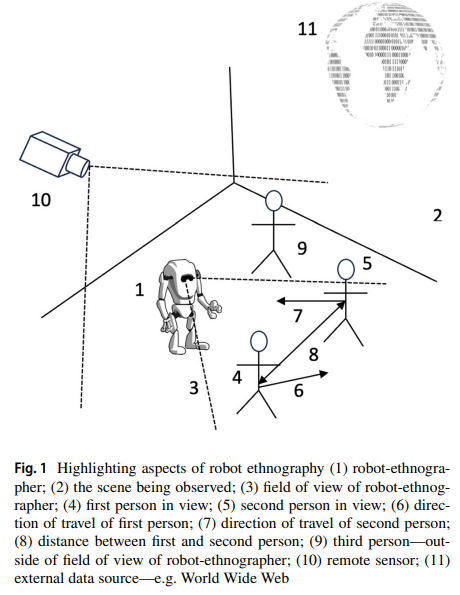 11
10
2
9
5
1
7
8
4
3
6
Fig. 1 Highlighting aspects of robot ethnography (1) robot-ethnogra-
pher; (2) the scene being observed; (3) field of view of robot-ethnog-
rapher; (4) first person in view; (5) second person in view; (6) direc-
tion of travel of first person; (7) direction of travel of second person;
(8) distance between first and second person; (9) third person—out-
side of field of view of robot-ethnographer; (10) remote sensor; (11)
external data source—e.g. World Wide Web